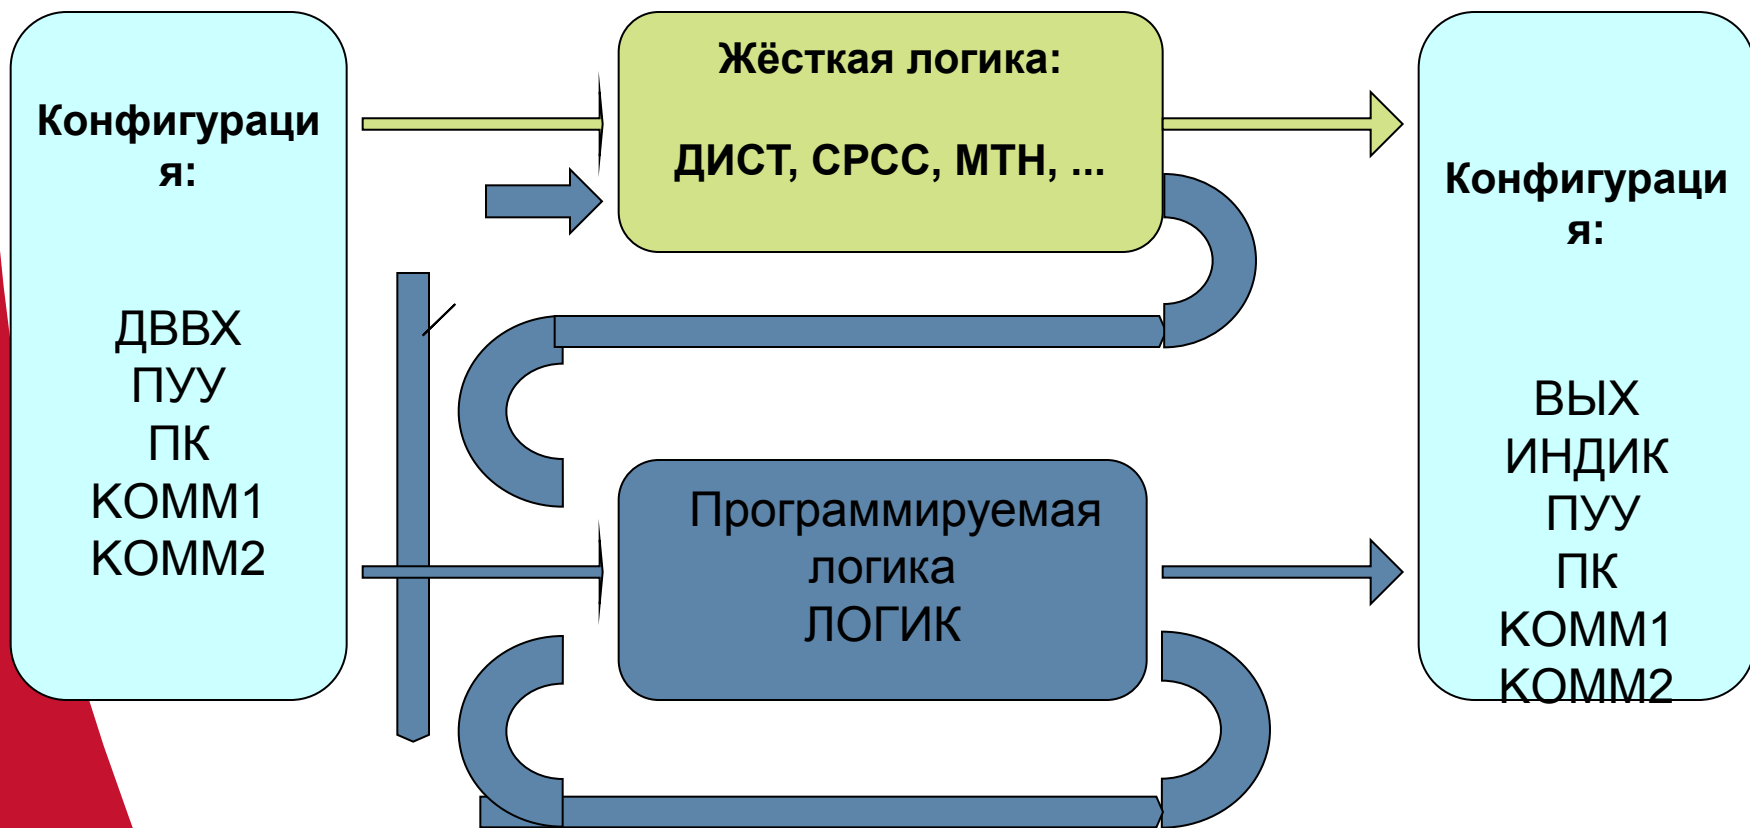 Конфигураци
я:
ДВВХ
ПУУ
ПК
КОММ1
КОММ2
Жёсткая логика:
ДИСТ, СРСС, МТН, ...
Программируемая
логика
ЛОГИК
Конфигураци
я:
ВЫХ
ИНДИК
ПУУ
ПК
КОММ1
КОММ2